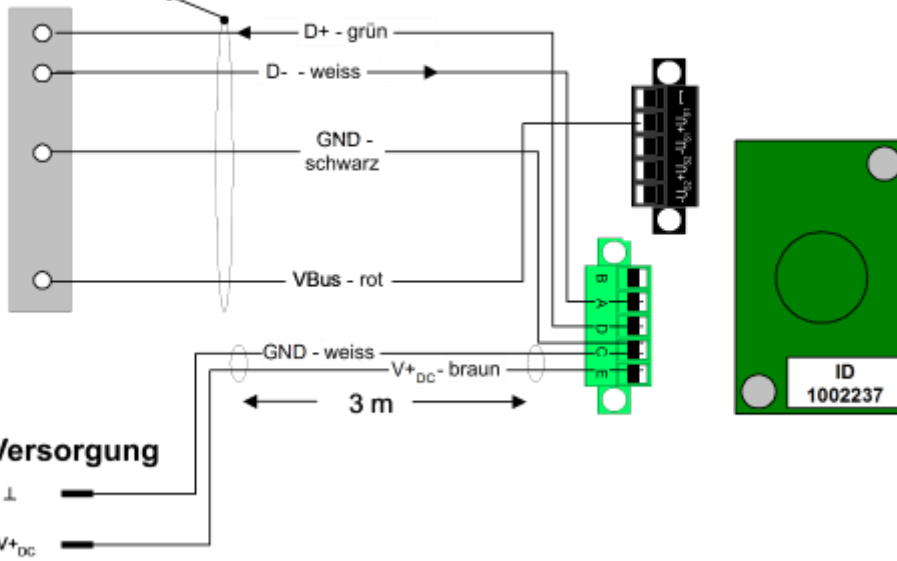 D+ - grün
D- - weiss
GND -
schwarz
VBus - rot
B
A
D
C
E
GND - weiss
V+DC- braun
3 m
ID
1002237
Versorgung
⊥
V+DC